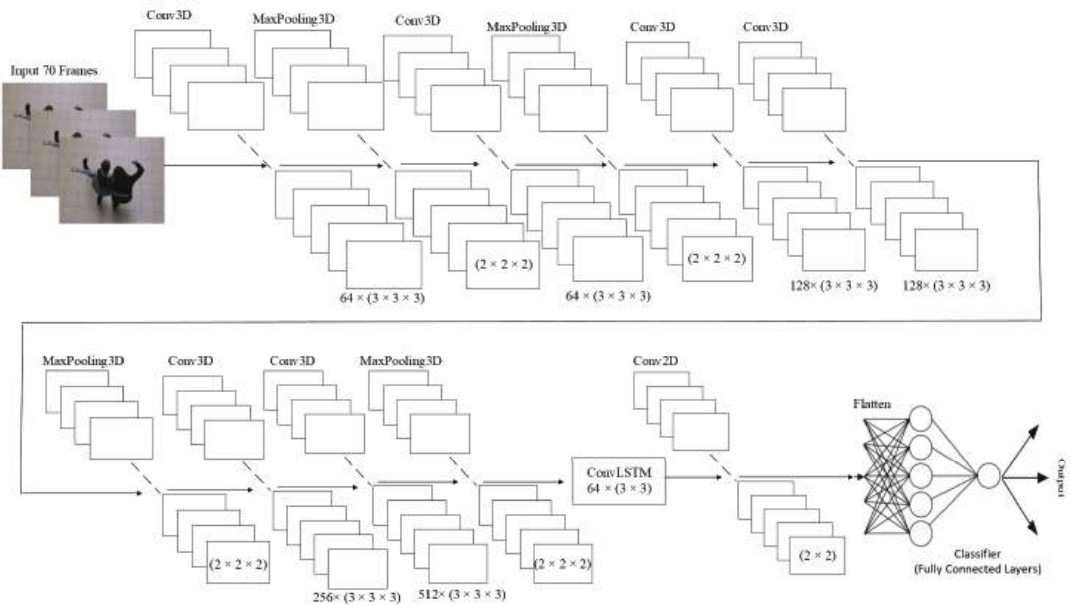 Conv3D
MaxPooling3D
Conv3D
MaxPooling3D
Conv3D
Conv3D
Input 70 Frames
(2 × 2 × 2)
(2 × 2 × 2)
64 × (3 × 3 × 3)
64 × (3 × 3 × 3)
128× (3 × 3 × 3)
128× (3 × 3 × 3)
MaxPooling3D
Conv3D
Conv3D
MaxPooling3D
Conv2D
Flatten
ConvLSTM
64 × (3 × 3)
Output
(2 × 2 × 2)
(2 × 2 × 2)
(2 × 2)
256× (3 × 3 × 3)
512× (3 × 3 × 3)
Classifier
(Fully Connected Layers)